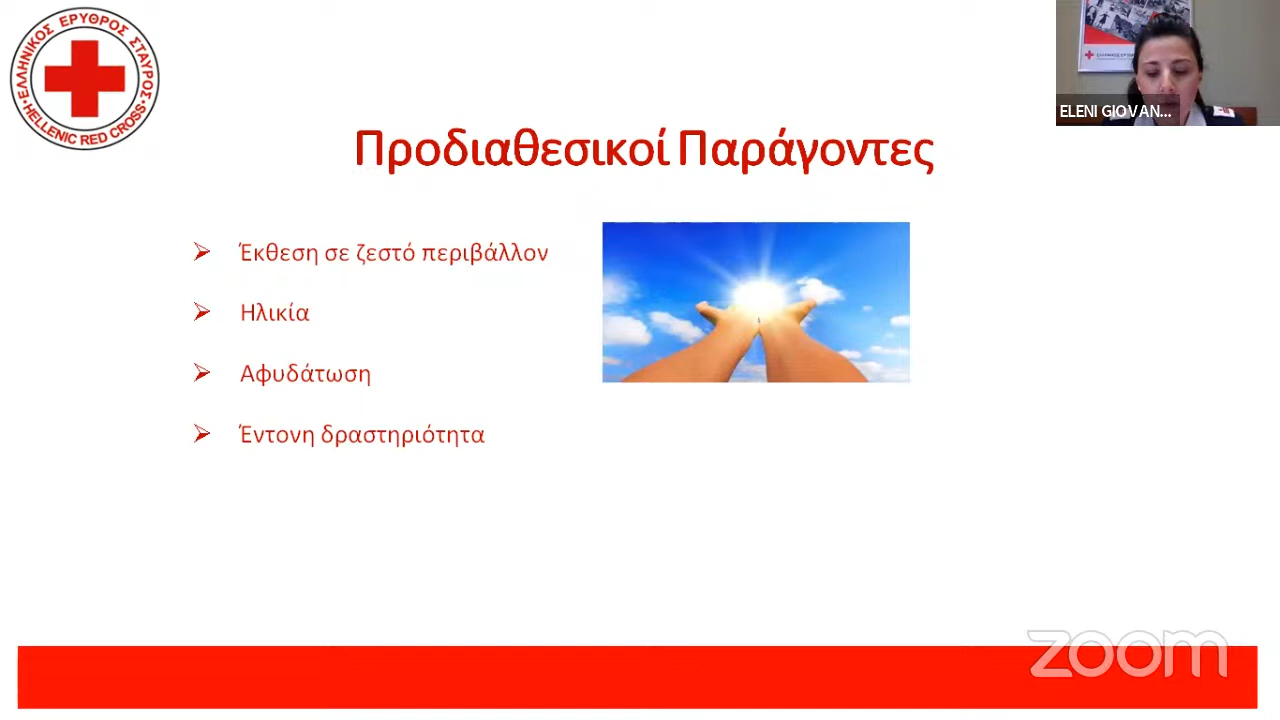 ΕΛΛΗΝΙΚΟΣ ΕΡΥΘΡΟΣ ΣΤΑΥΡΟΣ
HELLENIC RED CROSS
ELENI GIOVAN...
Προδιαθεσικοί Παράγοντες
Έκθεση σε ζεστό περιβάλλον
Ηλικία
Αφυδάτωση
Έντονη δραστηριότητα
zoom